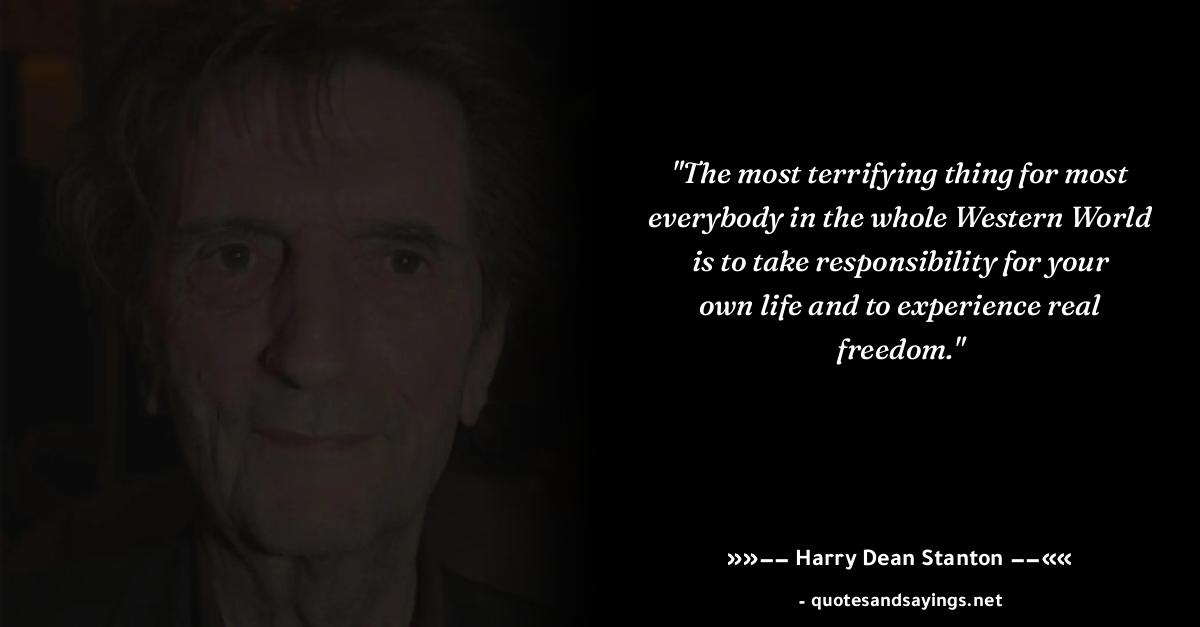 "The most terrifying thing for most
everybody in the whole Western World
is to take responsibility for your
own life and to experience real
freedom."
»»−− Harry Dean Stanton −−««
- quotesandsayings.net